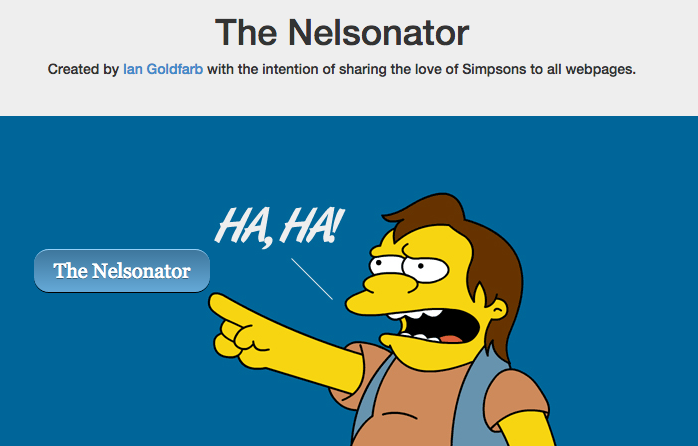 The Nelsonator
Created by Ian Goldfarb with the intention of sharing the love of Simpsons to all webpages.
HA, HA!
The Nelsonator